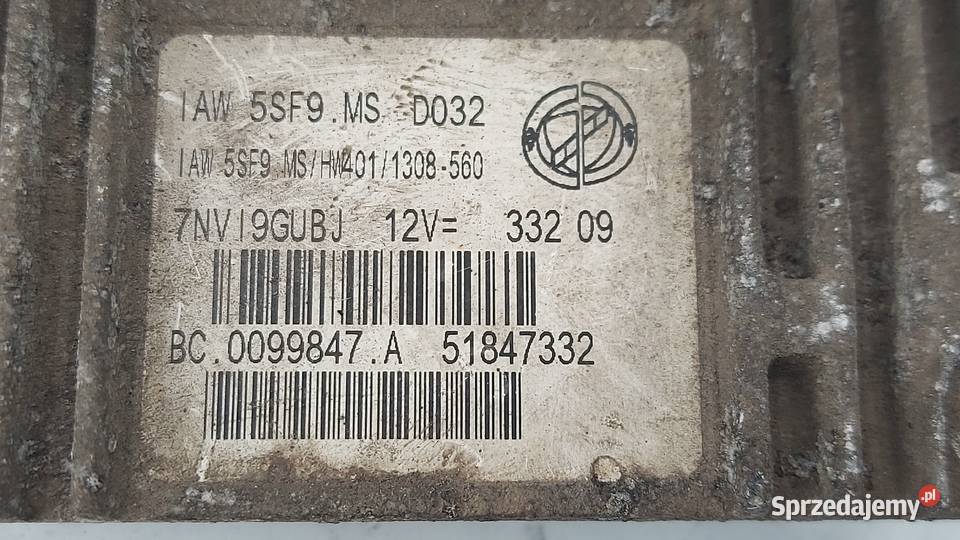 IAW 5SF9.MS D032
IAW 5SF9.MS/HW401/1308-560
7NVI9GUBJ 12V= 332 09
BC.0099847.A 51847332
Sprzedajemy.pl